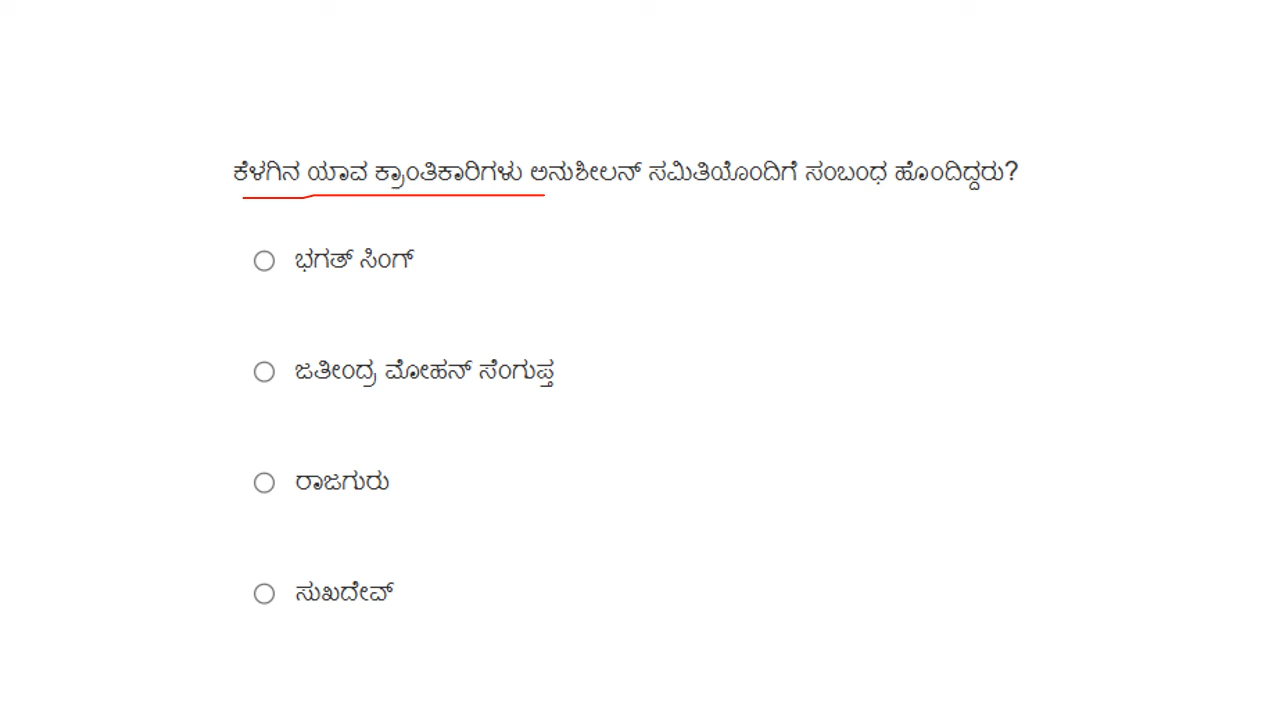 ಕೆಳಗಿನ ಯಾವ ಕ್ರಾಂತಿಕಾರಿಗಳು ಅನುಶೀಲನ್ ಸಮಿತಿಯೊಂದಿಗೆ ಸಂಬಂಧ ಹೊಂದಿದ್ದರು?
ಭಗತ್ ಸಿಂಗ್
ಜತೀಂದ್ರ ಮೋಹನ್ ಸೆಂಗುಪ್ತ
ರಾಜಗುರು
ಸುಖದೇವ್